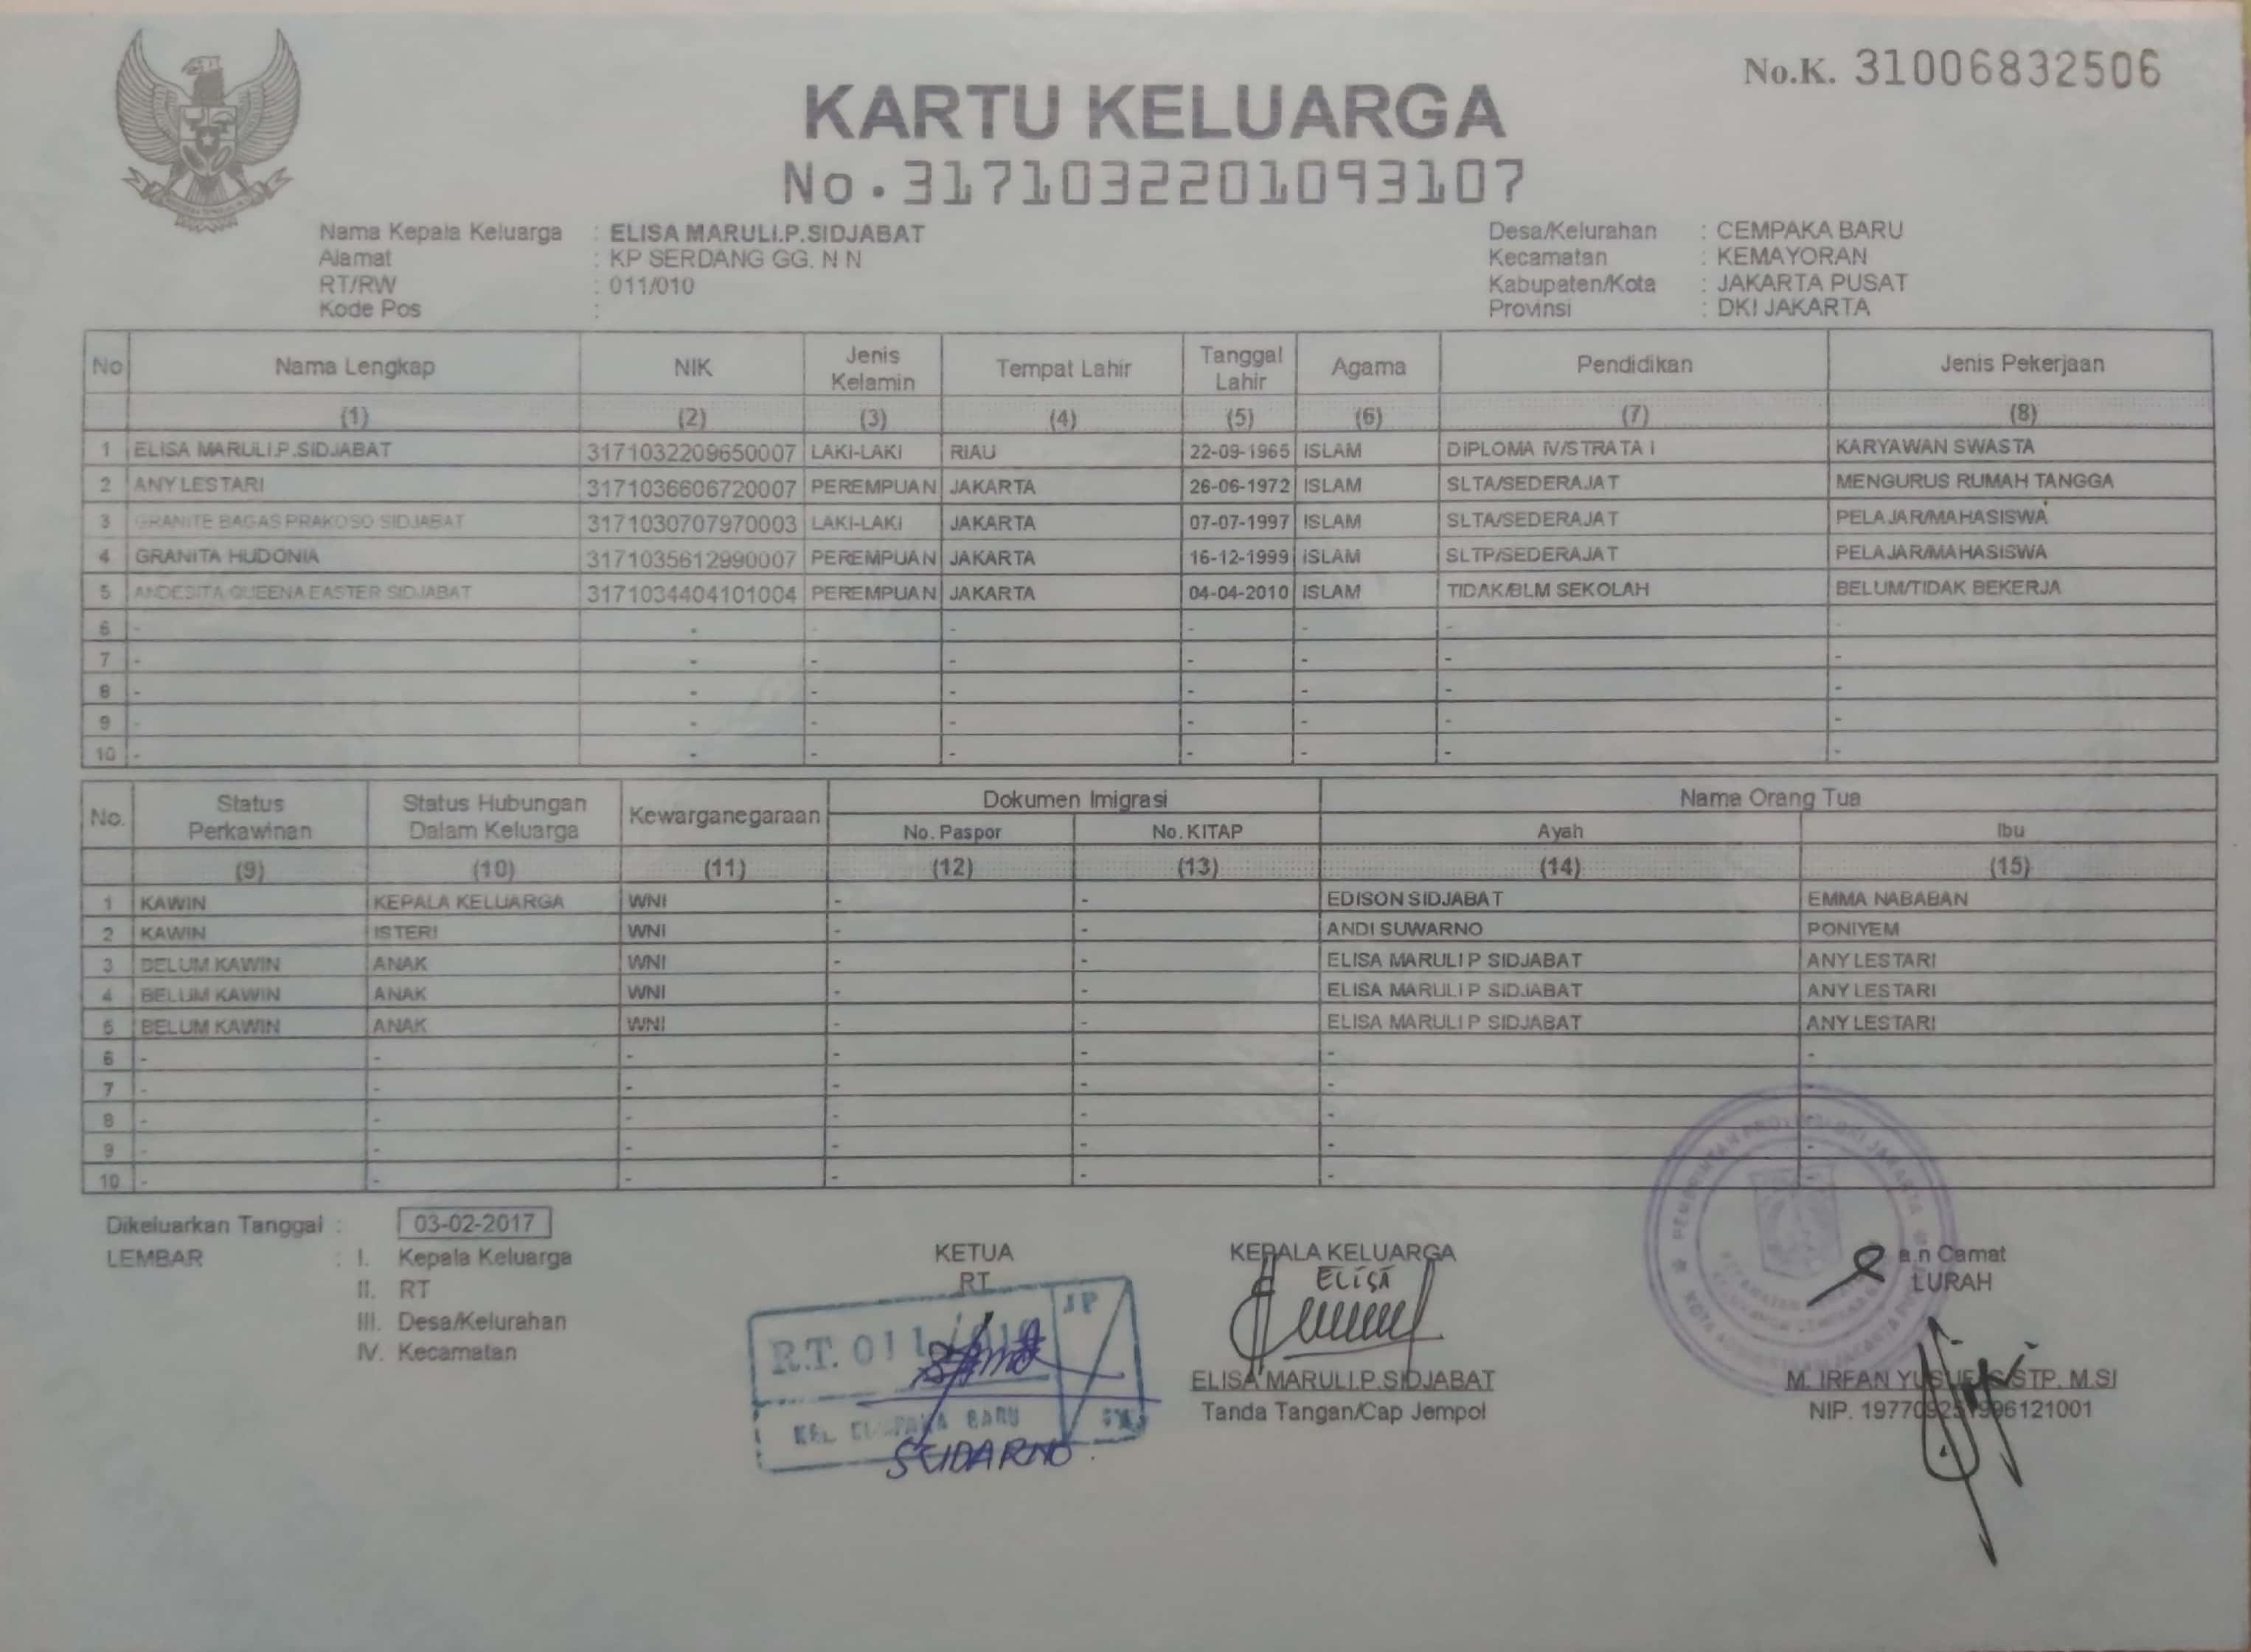 No.K. 31006832506
KARTU KELUARGA
No.3171032201093107
Nama Kepala Keluarga : ELISA MARULI.P.SIDJABAT
Alamat : KP SERDANG GG. N N
RT/RW : 011/010
Kode Pos :
Desa/Kelurahan : CEMPAKA BARU
Kecamatan : KEMAYORAN
Kabupaten/Kota : JAKARTA PUSAT
Provinsi : DKI JAKARTA
No Nama Lengkap NIK Jenis Kelamin Tempat Lahir Tanggal Lahir Agama Pendidikan Jenis Pekerjaan
(1) (2) (3) (4) (5) (6) (7) (8)
1 ELISA MARULI.P.SIDJABAT 3171032209650007 LAKI-LAKI RIAU 22-09-1965 ISLAM DIPLOMA IV/STRATA I KARYAWAN SWASTA
2 ANY LESTARI 3171036606720007 PEREMPUAN JAKARTA 26-06-1972 ISLAM SLTA/SEDERAJAT MENGURUS RUMAH TANGGA
3 GRANITE BAGAS PRAKOSO SIDJABAT 3171030707970003 LAKI-LAKI JAKARTA 07-07-1997 ISLAM SLTA/SEDERAJAT PELAJAR/MAHASISWA
4 GRANITA HUDONIA 3171035612990007 PEREMPUAN JAKARTA 16-12-1999 ISLAM SLTP/SEDERAJAT PELAJAR/MAHASISWA
5 ANDESITA QUEENA EASTER SIDJABAT 3171034404101004 PEREMPUAN JAKARTA 04-04-2010 ISLAM TIDAK/BLM SEKOLAH BELUM/TIDAK BEKERJA
6 - - - - - - - -
7 - - - - - - - -
8 - - - - - - - -
9 - - - - - - - -
10 - - - - - - - -
No. Status Perkawinan Status Hubungan Dalam Keluarga Kewarganegaraan Dokumen Imigrasi Nama Orang Tua
No. Paspor No. KITAP Ayah Ibu
(9) (10) (11) (12) (13) (14) (15)
1 KAWIN KEPALA KELUARGA WNI - - EDISON SIDJABAT EMMA NABABAN
2 KAWIN ISTERI WNI - - ANDI SUWARNO PONIYEM
3 BELUM KAWIN ANAK WNI - - ELISA MARULI P SIDJABAT ANY LESTARI
4 BELUM KAWIN ANAK WNI - - ELISA MARULI P SIDJABAT ANY LESTARI
5 BELUM KAWIN ANAK WNI - - ELISA MARULI P SIDJABAT ANY LESTARI
6 - - - - - - -
7 - - - - - - -
8 - - - - - - -
9 - - - - - - -
10 - - - - - - -
Dikeluarkan Tanggal : 03-02-2017
LEMBAR : I. Kepala Keluarga
II. RT
III. Desa/Kelurahan
IV. Kecamatan
KETUA
RT
R.T. 011/010 JP
KEL CEMPAKA BARU
SUDARNO
KEPALA KELUARGA
ELISA
ELISA MARULI.P.SIDJABAT
Tanda Tangan/Cap Jempol
a.n Camat
LURAH
M. IRFAN YUSUF, S.STP, M.SI
NIP. 197709251996121001